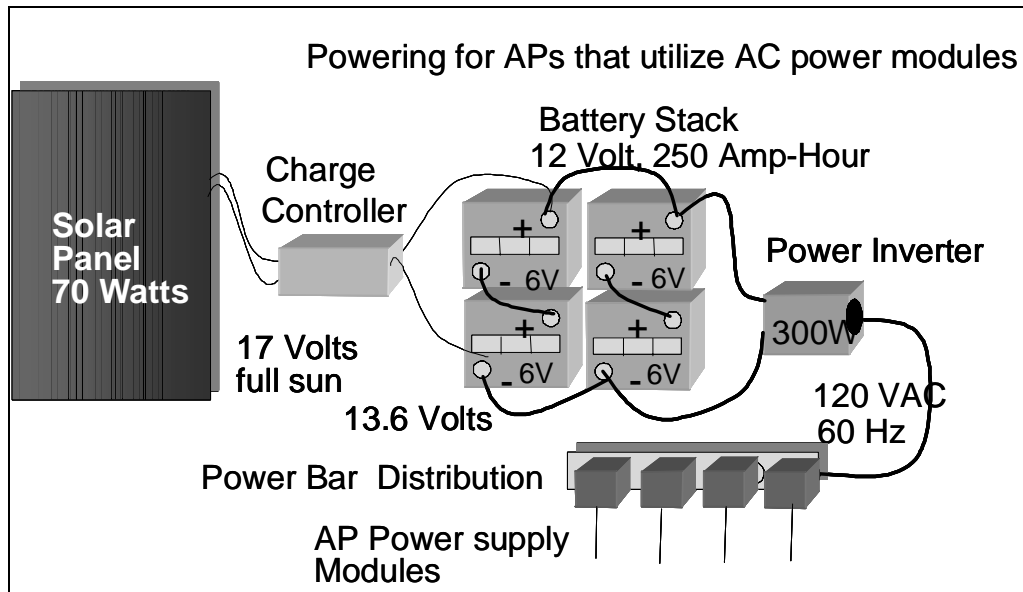 Powering for APs that utilize AC power modules
Battery Stack
12 Volt, 250 Amp-Hour
Charge
Controller
Solar
Panel
70 Watts
+
- 6V
+
- 6V
+
- 6V
+
- 6V
Power Inverter
300W
17 Volts
full sun
13.6 Volts
120 VAC
60 Hz
Power Bar Distribution
AP Power supply
Modules